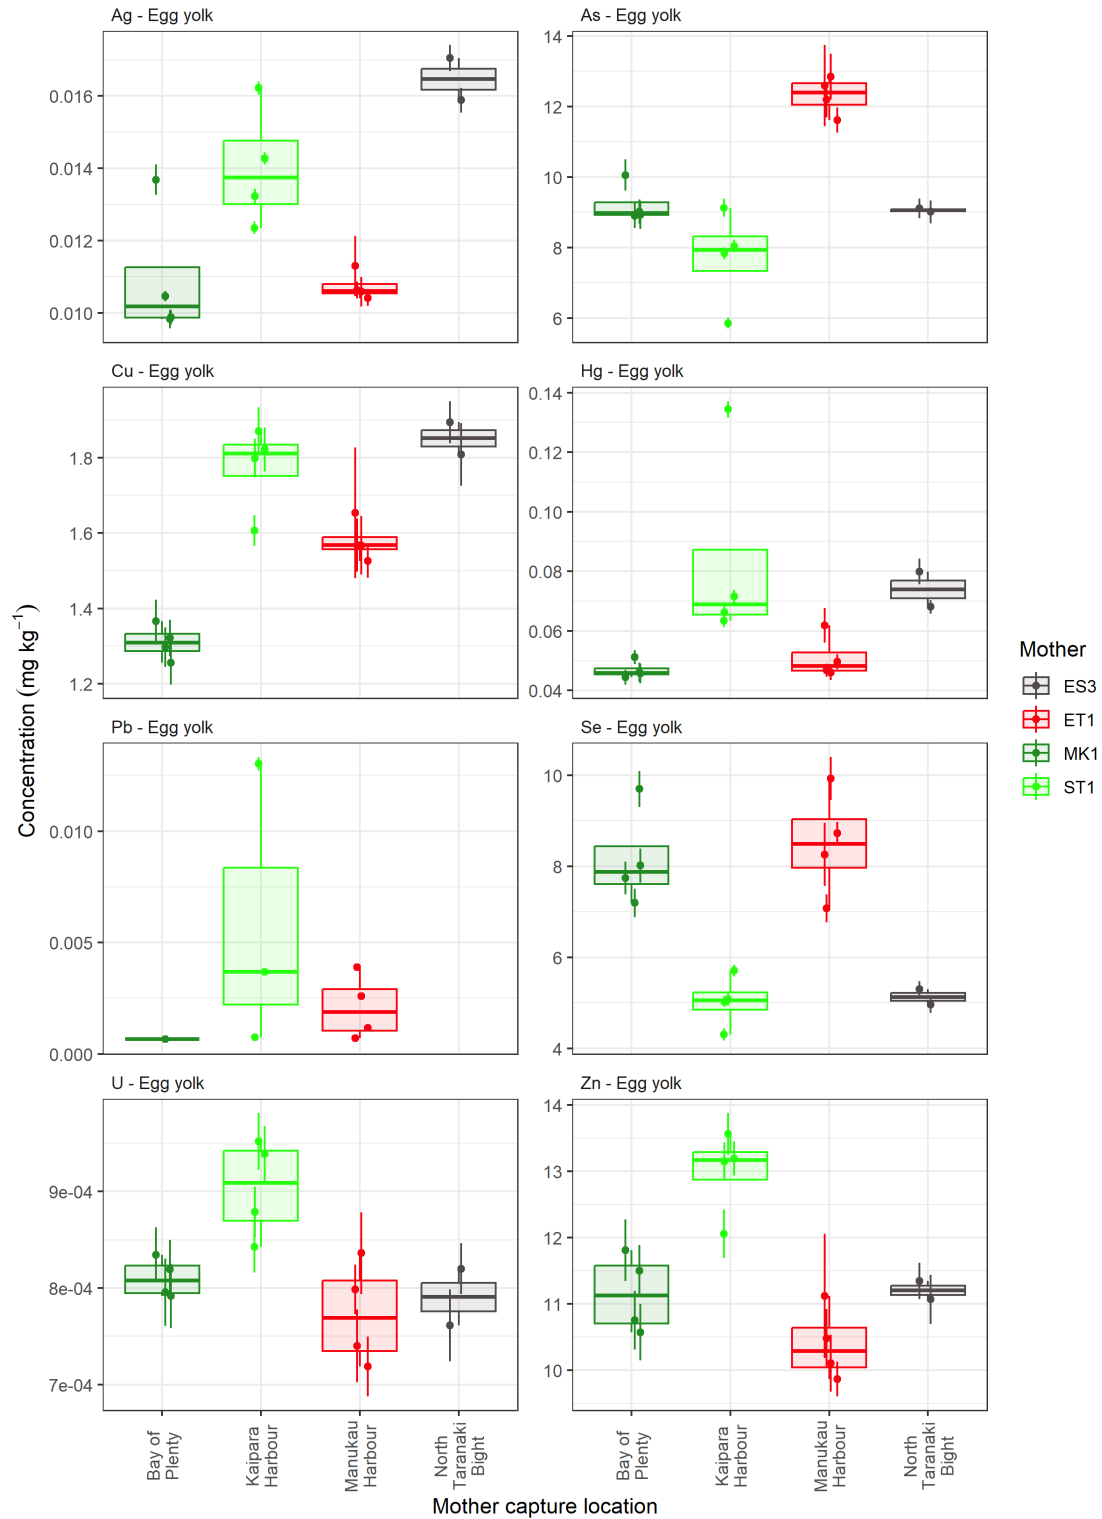 Ag - Egg yolk
As - Egg yolk
0.016
0.014
0.012
0.010
14
12
10
8
6
Cu - Egg yolk
Hg - Egg yolk
1.8
1.6
1.4
1.2
0.14
0.12
0.10
0.08
0.06
0.04
Pb - Egg yolk
Se - Egg yolk
0.010
0.005
0.000
10
8
6
4
U - Egg yolk
Zn - Egg yolk
9e-04
8e-04
7e-04
14
13
12
11
10
Bay of
Plenty
Kaipara
Harbour
Manukau
Harbour
North
Taranaki
Bight
Bay of
Plenty
Kaipara
Harbour
Manukau
Harbour
North
Taranaki
Bight
Mother capture location
Concentration (mg kg⁻¹)
Mother
ES3
ET1
MK1
ST1